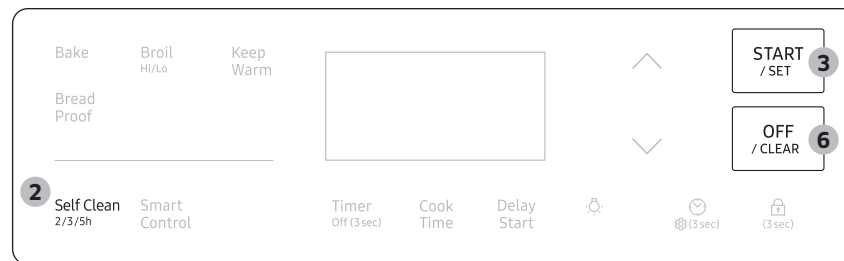 Bake
Broil
Hi/Lo
Keep
Warm
Bread
Proof
START
/ SET
3
OFF
/ CLEAR
6
2
Self Clean
2/3/5h
Smart
Control
Timer
Off (3 sec)
Cook
Time
Delay
Start
(3 sec)
(3 sec)